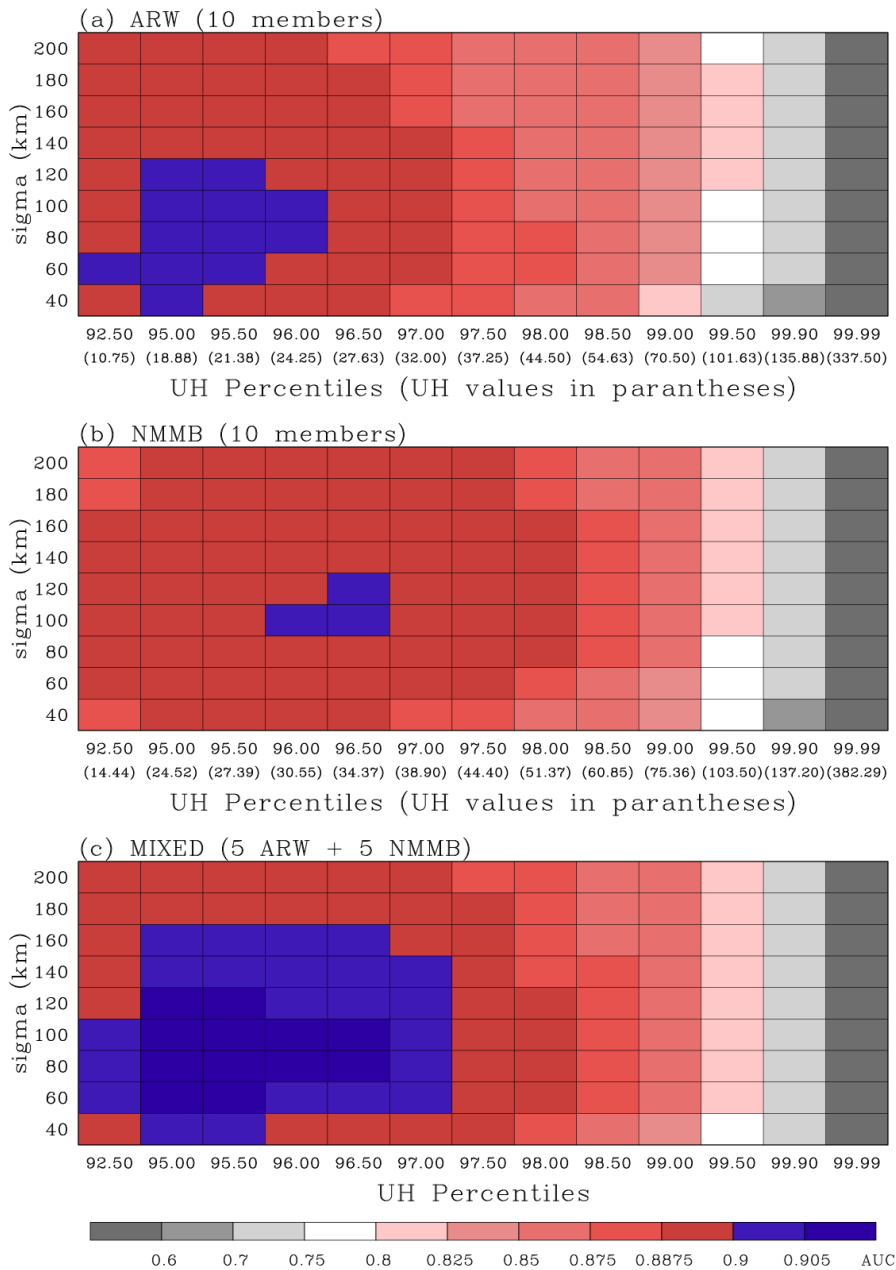 (a) ARW (10 members)
200
180
160
140
120
100
80
60
40
sigma (km)
92.50 95.00 95.50 96.00 96.50 97.00 97.50 98.00 98.50 99.00 99.50 99.90 99.99
(10.75) (18.88) (21.38) (24.25) (27.63) (32.00) (37.25) (44.50) (54.63) (70.50) (101.63) (135.88) (337.50)
UH Percentiles (UH values in parantheses)
(b) NMMB (10 members)
200
180
160
140
120
100
80
60
40
sigma (km)
92.50 95.00 95.50 96.00 96.50 97.00 97.50 98.00 98.50 99.00 99.50 99.90 99.99
(14.44) (24.52) (27.39) (30.55) (34.37) (38.90) (44.40) (51.37) (60.85) (75.36) (103.50) (137.20) (382.29)
UH Percentiles (UH values in parantheses)
(c) MIXED (5 ARW + 5 NMMB)
200
180
160
140
120
100
80
60
40
sigma (km)
92.50 95.00 95.50 96.00 96.50 97.00 97.50 98.00 98.50 99.00 99.50 99.90 99.99
UH Percentiles
0.6 0.7 0.75 0.8 0.825 0.85 0.875 0.8875 0.9 0.905 AUC